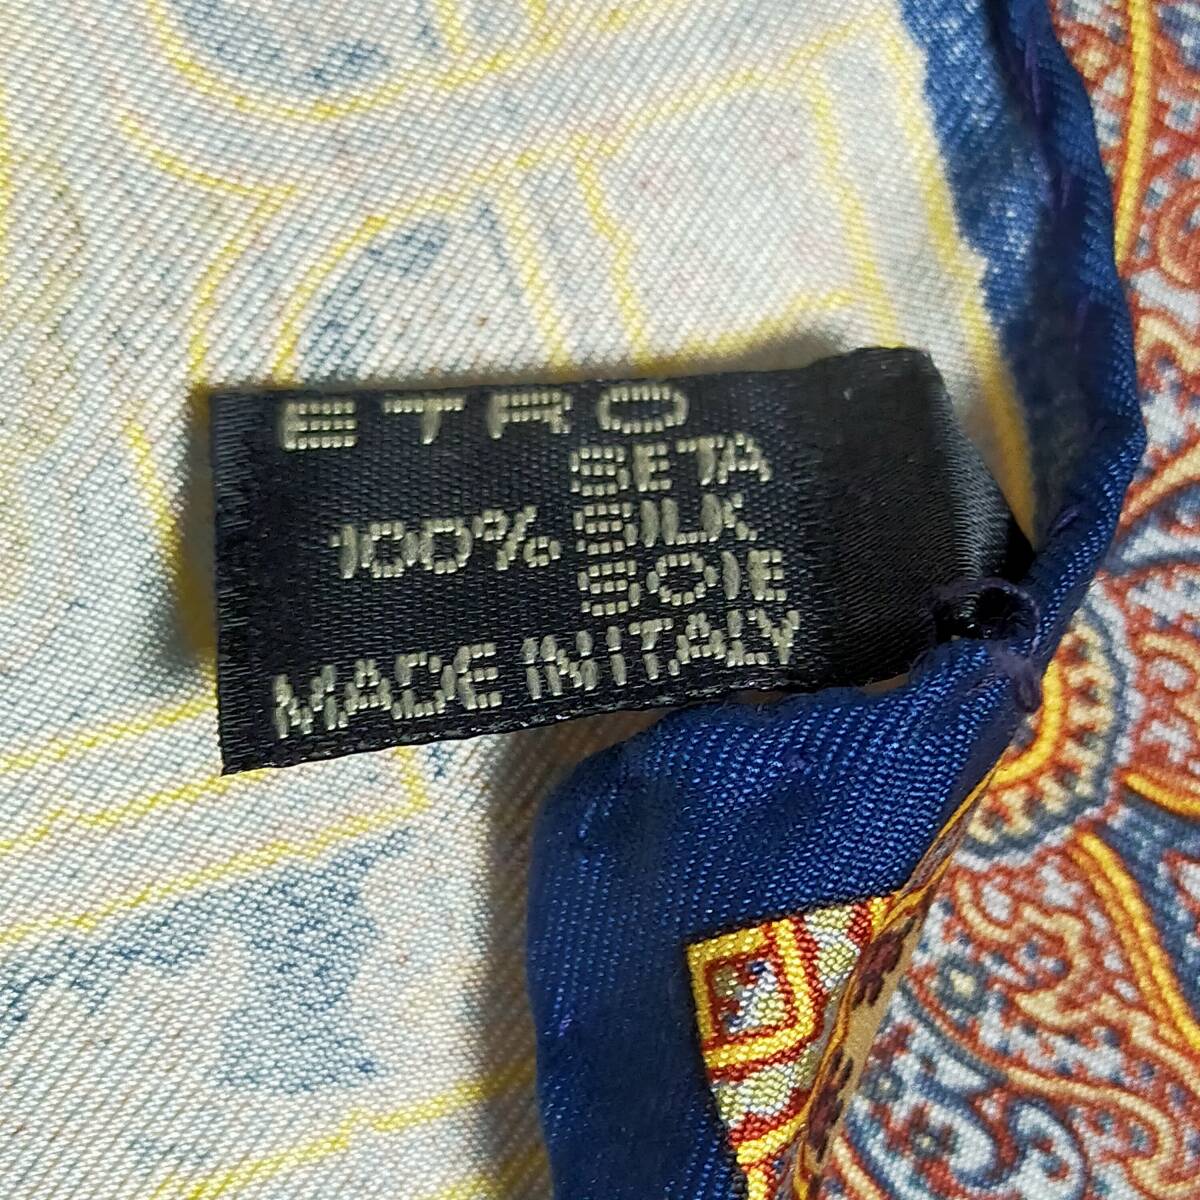 ETRO
SETA
100% SILK
SOIE
MADE IN ITALY